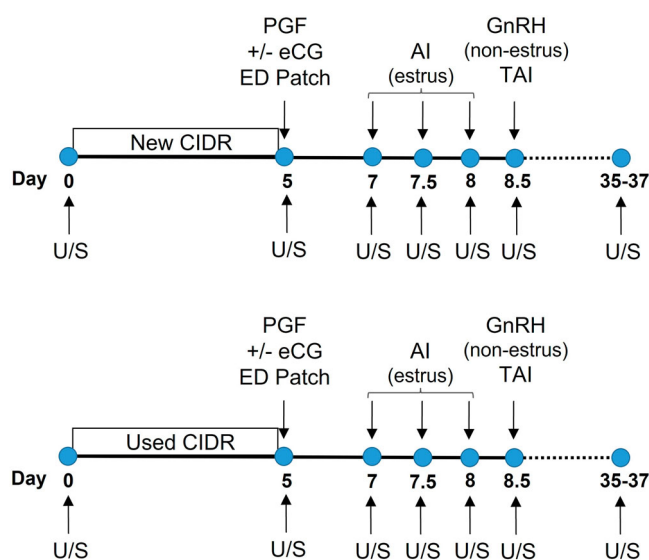 PGF
+/- eCG
ED Patch
AI
(estrus)
GnRH
(non-estrus)
TAI
New CIDR
Day 0 5 7 7.5 8 8.5 35-37
U/S U/S U/S U/S U/S U/S U/S
PGF
+/- eCG
ED Patch
AI
(estrus)
GnRH
(non-estrus)
TAI
Used CIDR
Day 0 5 7 7.5 8 8.5 35-37
U/S U/S U/S U/S U/S U/S U/S